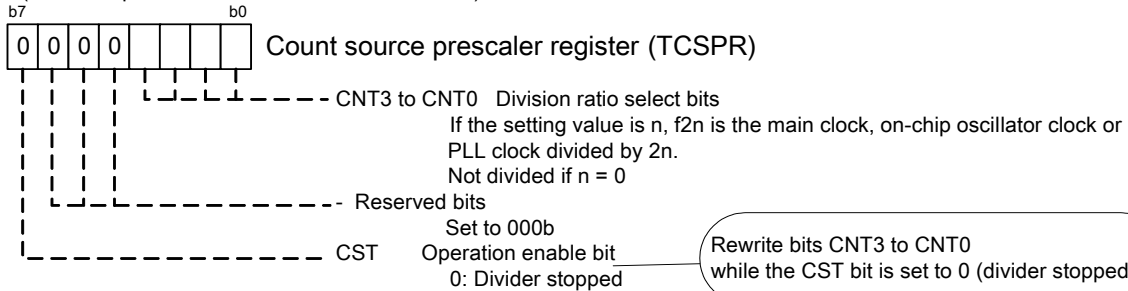 b7 b0
0 0 0 0 Count source prescaler register (TCSPR)
CNT3 to CNT0 Division ratio select bits
If the setting value is n, f2n is the main clock, on-chip oscillator clock or
PLL clock divided by 2n.
Not divided if n = 0
- Reserved bits
Set to 000b
CST Operation enable bit
0: Divider stopped
Rewrite bits CNT3 to CNT0
while the CST bit is set to 0 (divider stopped